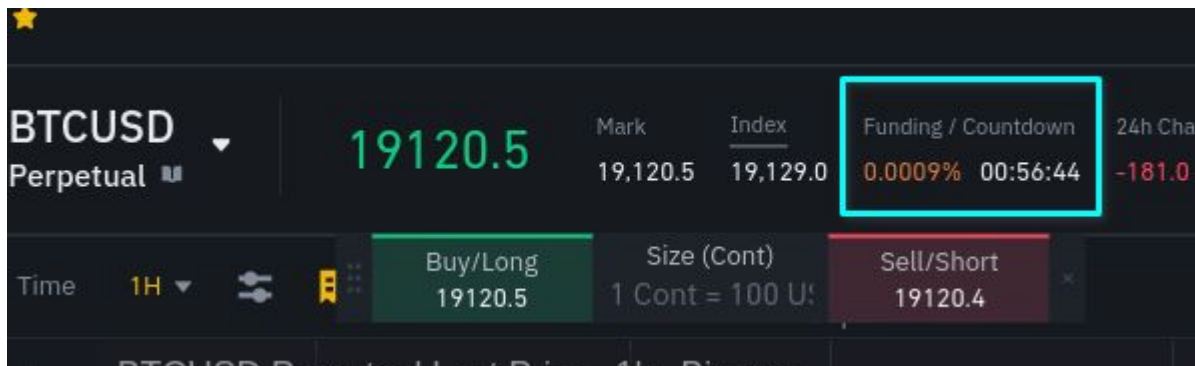 BTCUSD
Perpetual
19120.5
Mark
19,120.5
Index
19,129.0
Funding / Countdown
0.0009% 00:56:44
24h Cha
-181.0
Time 1H
Buy/Long
19120.5
Size (Cont)
1 Cont = 100 U
Sell/Short
19120.4